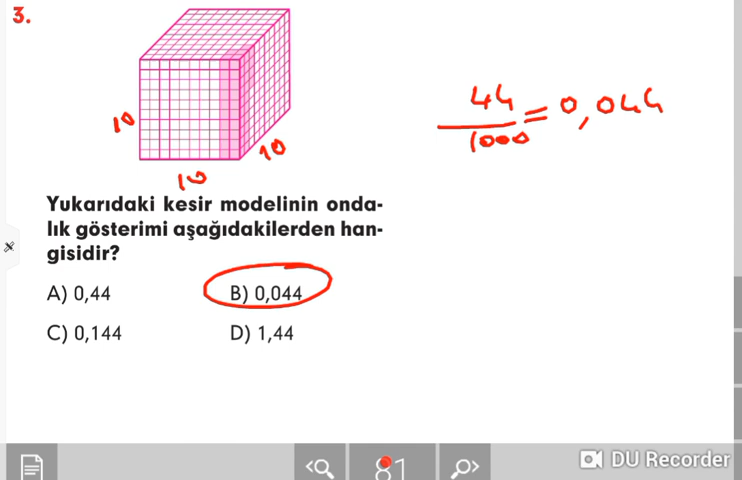 3.
10
10
10
44
1000
= 0,044
Yukarıdaki kesir modelinin onda-
lık gösterimi aşağıdakilerden han-
gisidir?
A) 0,44
B) 0,044
C) 0,144
D) 1,44
81
DU Recorder